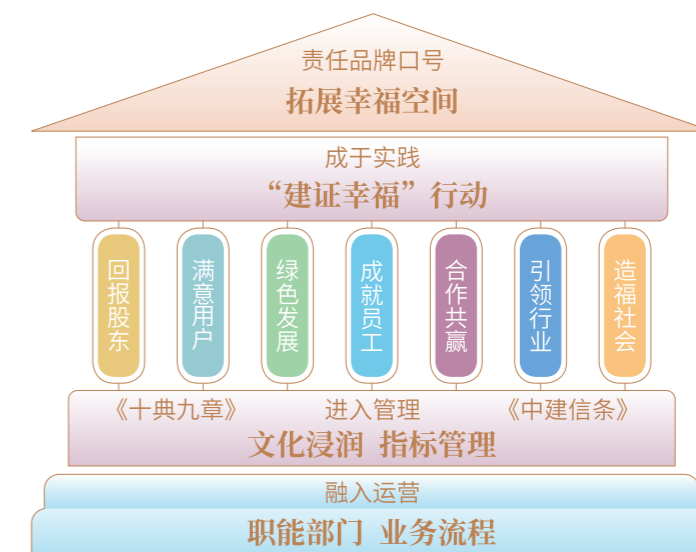 责任品牌口号
拓展幸福空间
成于实践
“建证幸福”行动
回报股东
满意用户
绿色发展
成就员工
合作共赢
引领行业
造福社会
《十典九章》 进入管理 《中建信条》
文化浸润 指标管理
融入运营
职能部门 业务流程